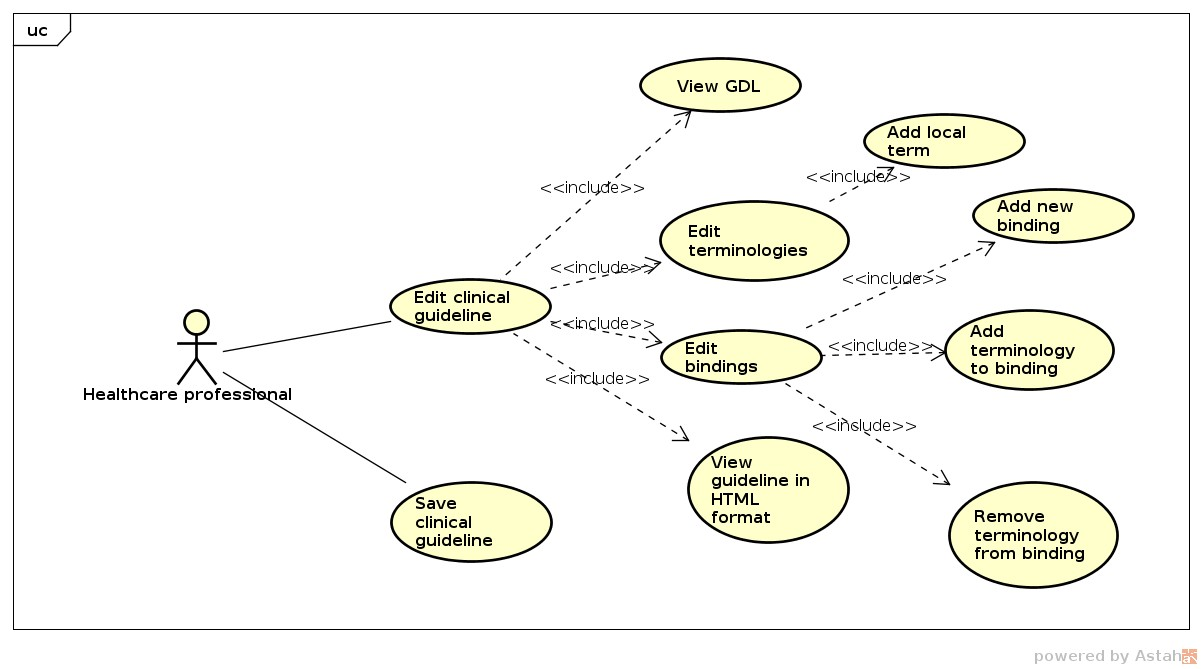 uc
View GDL
Add local
term
<<include>>
<<include>>
Add new
binding
Edit
terminologies
<<include>>
<<include>>
Edit clinical
guideline
<<include>>
<<include>>
Add
terminology
to binding
Edit
bindings
<<include>>
Healthcare professional
<<include>>
View
guideline in
HTML
format
Save
clinical
guideline
Remove
terminology
from binding
powered by Astah